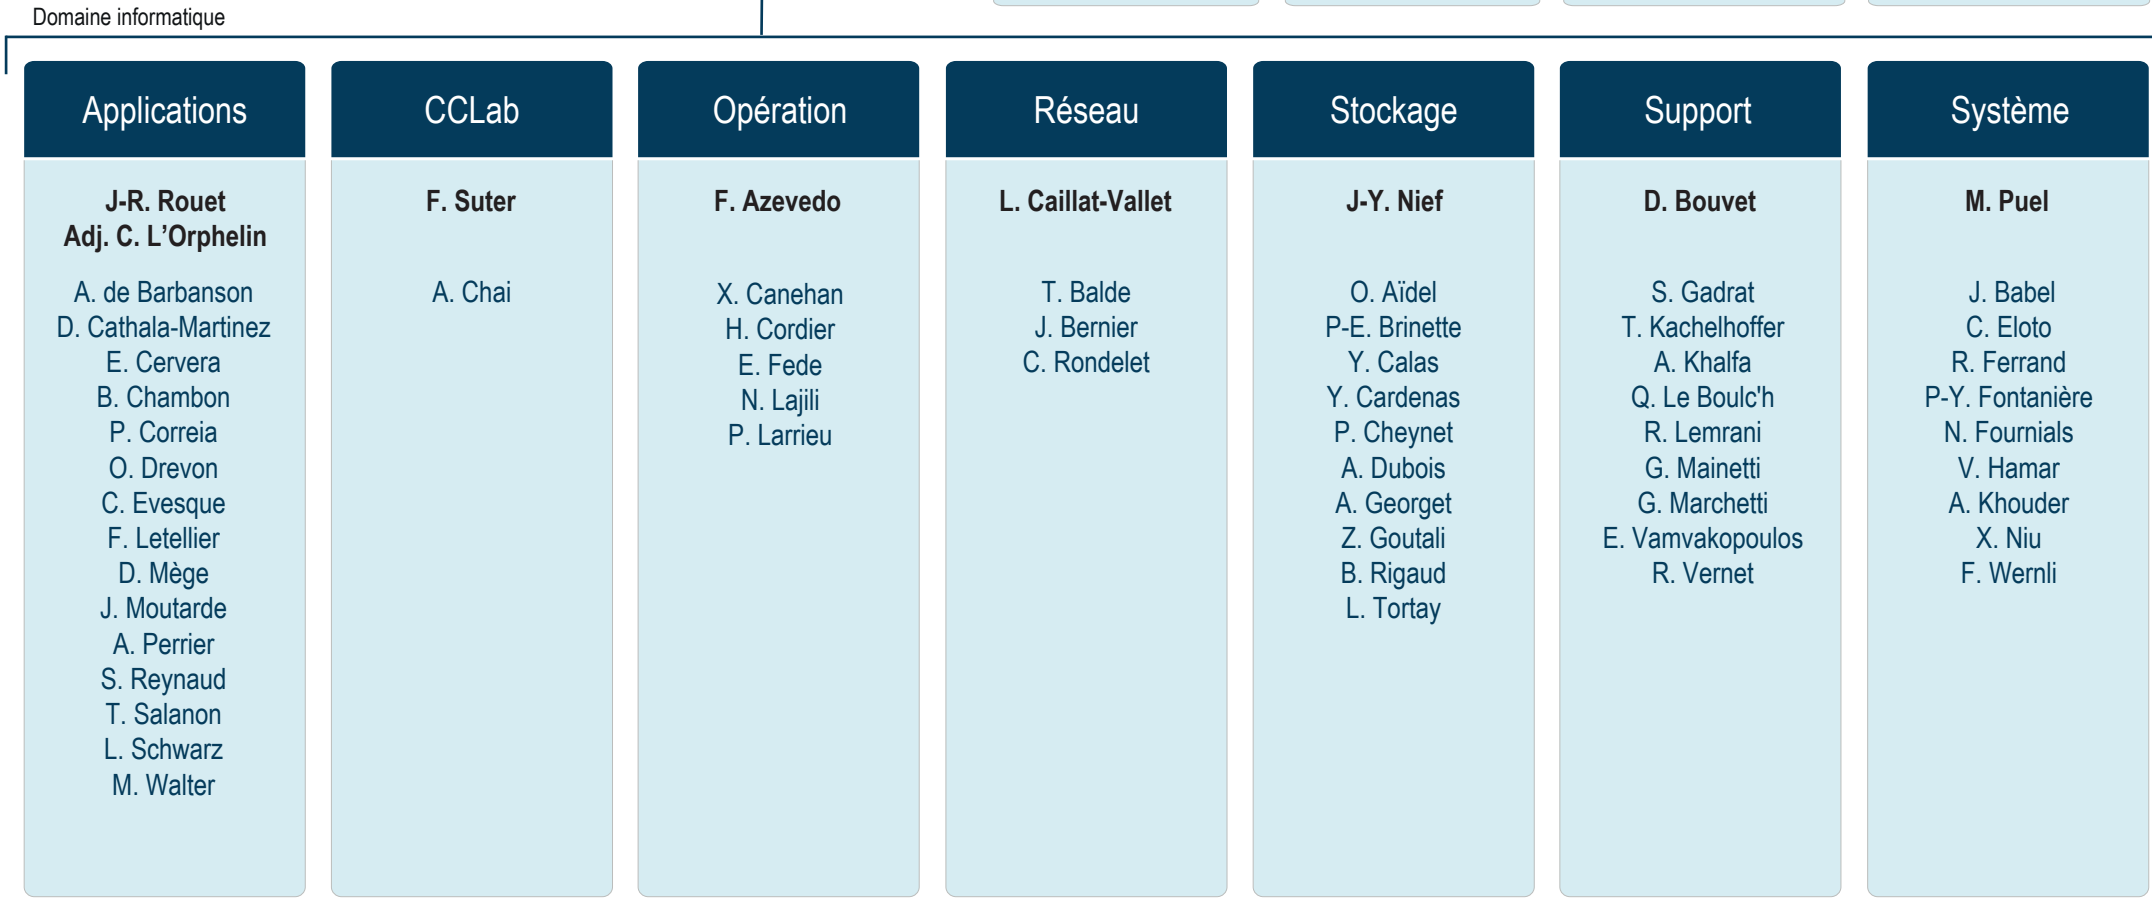 Domaine informatique
Applications
J-R. Rouet
Adj. C. L’Orphelin
A. de Barbanson
D. Cathala-Martinez
E. Cervera
B. Chambon
P. Correia
O. Drevon
C. Evesque
F. Letellier
D. Mège
J. Moutarde
A. Perrier
S. Reynaud
T. Salanon
L. Schwarz
M. Walter
CCLab
F. Suter
A. Chai
Opération
F. Azevedo
X. Canehan
H. Cordier
E. Fede
N. Lajili
P. Larrieu
Réseau
L. Caillat-Vallet
T. Balde
J. Bernier
C. Rondelet
Stockage
J-Y. Nief
O. Aïdel
P-E. Brinette
Y. Calas
Y. Cardenas
P. Cheynet
A. Dubois
A. Georget
Z. Goutali
B. Rigaud
L. Tortay
Support
D. Bouvet
S. Gadrat
T. Kachelhoffer
A. Khalfa
Q. Le Boulc'h
R. Lemrani
G. Mainetti
G. Marchetti
E. Vamvakopoulos
R. Vernet
Système
M. Puel
J. Babel
C. Eloto
R. Ferrand
P-Y. Fontanière
N. Fournials
V. Hamar
A. Khouder
X. Niu
F. Wernli